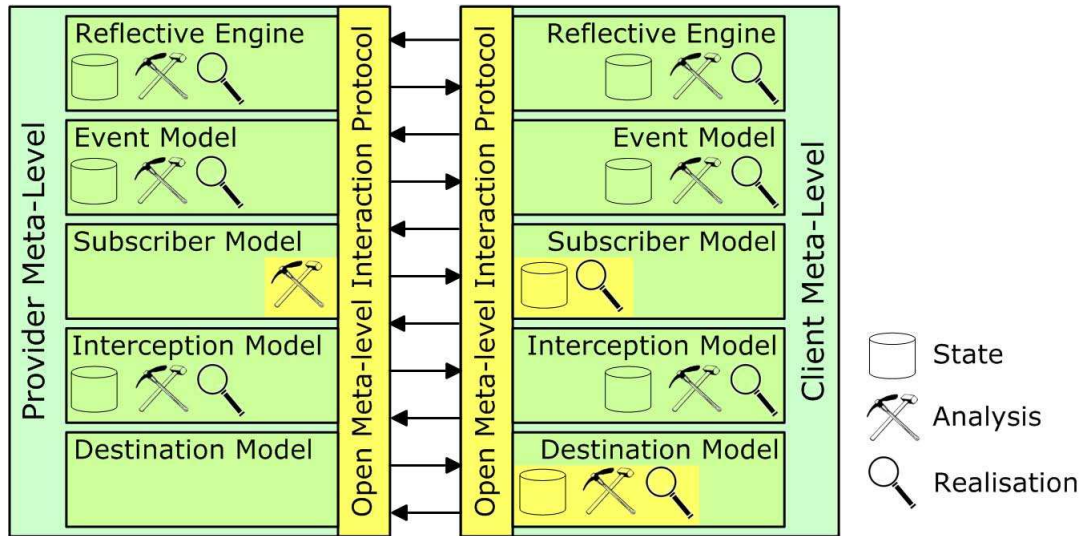 Provider Meta-Level
Reflective Engine
Event Model
Subscriber Model
Interception Model
Destination Model
Open Meta-level Interaction Protocol
Open Meta-level Interaction Protocol
Reflective Engine
Event Model
Subscriber Model
Interception Model
Destination Model
Client Meta-Level
State
Analysis
Realisation